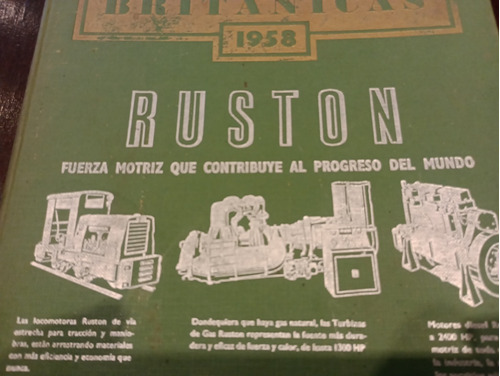 BRITANICAS
1958
RUSTON
FUERZA MOTRIZ QUE CONTRIBUYE AL PROGRESO DEL MUNDO
Las locomotoras Ruston de vía
estrecha para tracción y manio-
bras, están arrastrando materiales
con más eficiencia y economía que
nunca.
Dondequiera que haya gas natural, las Turbinas
de Gas Ruston representan la fuente más dura-
dera y eficaz de fuerza y calor, de hasta 1300 HP
Motores diesel
a 2400 HP, para
motriz de toda
la industria, la